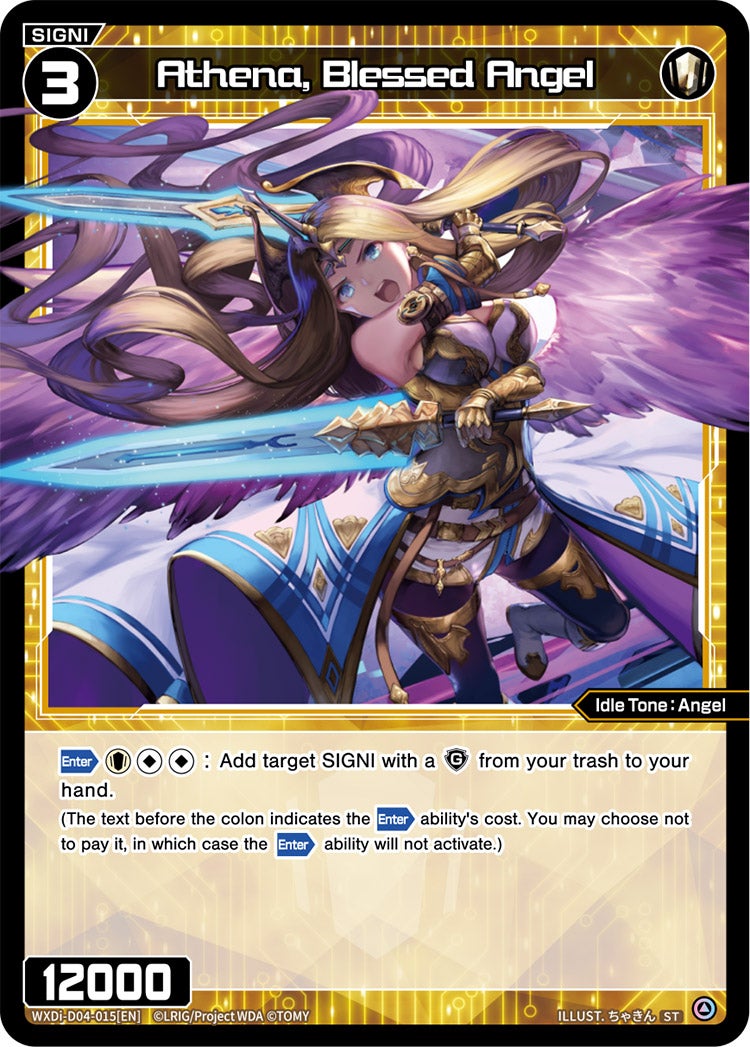 SIGNI
3
Athena, Blessed Angel
Idle Tone:Angel
Enter : Add target SIGNI with a G from your trash to your
hand.
(The text before the colon indicates the Enter ability's cost. You may choose not
to pay it, in which case the Enter ability will not activate.)
12000
WXDi-D04-015[EN] ©LRIG/Project WDA ©TOMY
ILLUST. ちゃきん ST